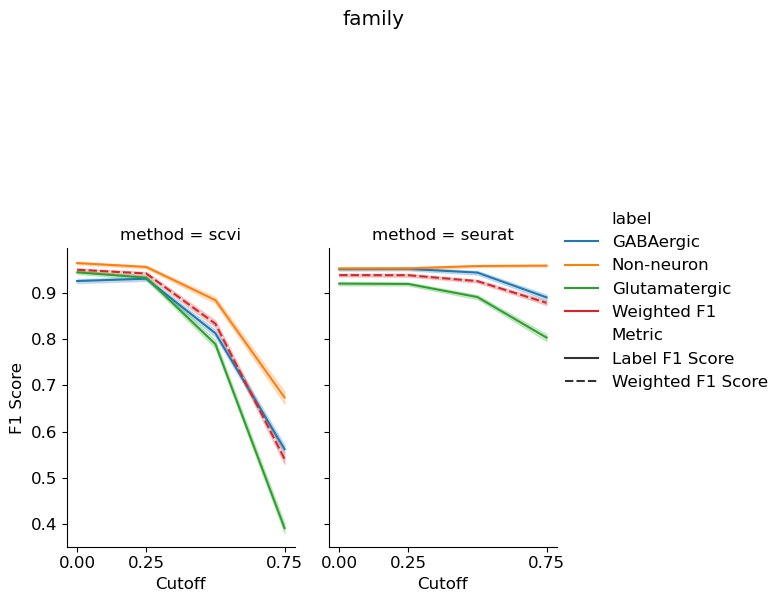 family
method = scvi
method = seurat
F1 Score
0.9
0.8
0.7
0.6
0.5
0.4
0.00
0.25
0.75
Cutoff
0.00
0.25
0.75
Cutoff
label
GABAergic
Non-neuron
Glutamatergic
Weighted F1
Metric
Label F1 Score
Weighted F1 Score